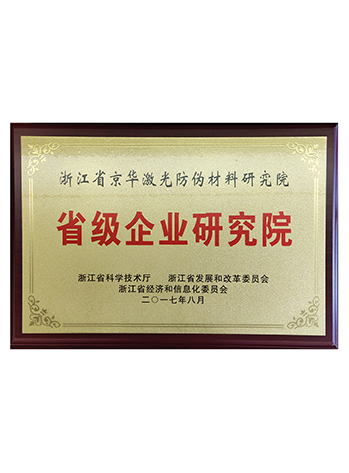 浙江省京华激光防伪材料研究院
省级企业研究院
浙江省科学技术厅 浙江省发展和改革委员会
浙江省经济和信息化委员会
二〇一七年八月